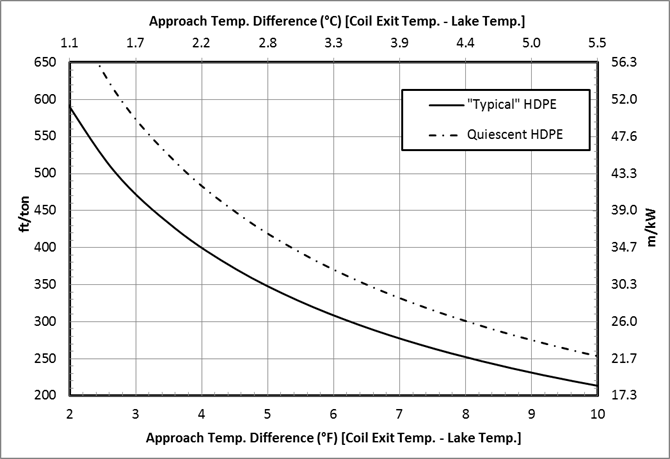 Approach Temp. Difference (°C) [Coil Exit Temp. - Lake Temp.]
1.1 1.7 2.2 2.8 3.3 3.9 4.4 5.0 5.5
650 56.3
600 52.0
550 47.6
500 43.3
450 39.0
400 34.7
350 30.3
300 26.0
250 21.7
200 17.3
ft/ton
m/kW
"Typical" HDPE
Quiescent HDPE
2 3 4 5 6 7 8 9 10
Approach Temp. Difference (°F) [Coil Exit Temp. - Lake Temp.]